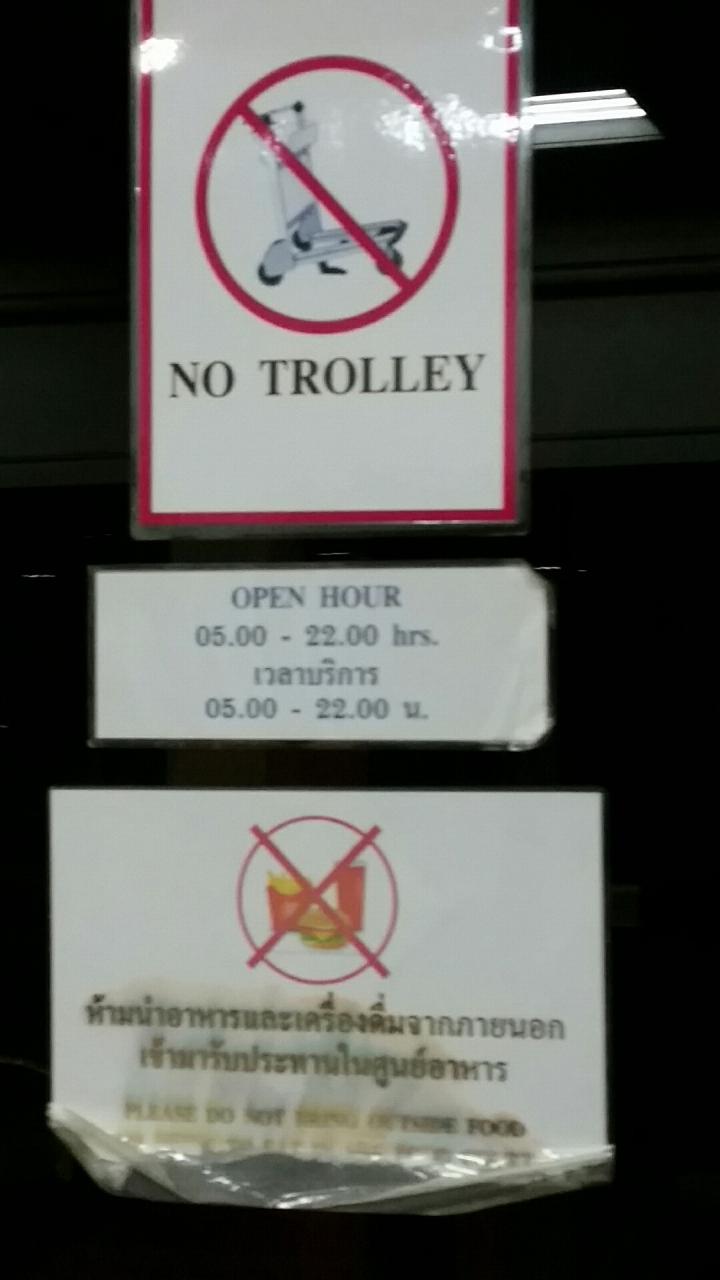 NO TROLLEY
OPEN HOUR
05.00 - 22.00 hrs.
เวลาบริการ
05.00 - 22.00 น.
ห้ามนำอาหารและเครื่องดื่มจากภายนอก
เข้ามารับประทานในศูนย์อาหาร
PLEASE DO NOT BRING OUTSIDE FOOD